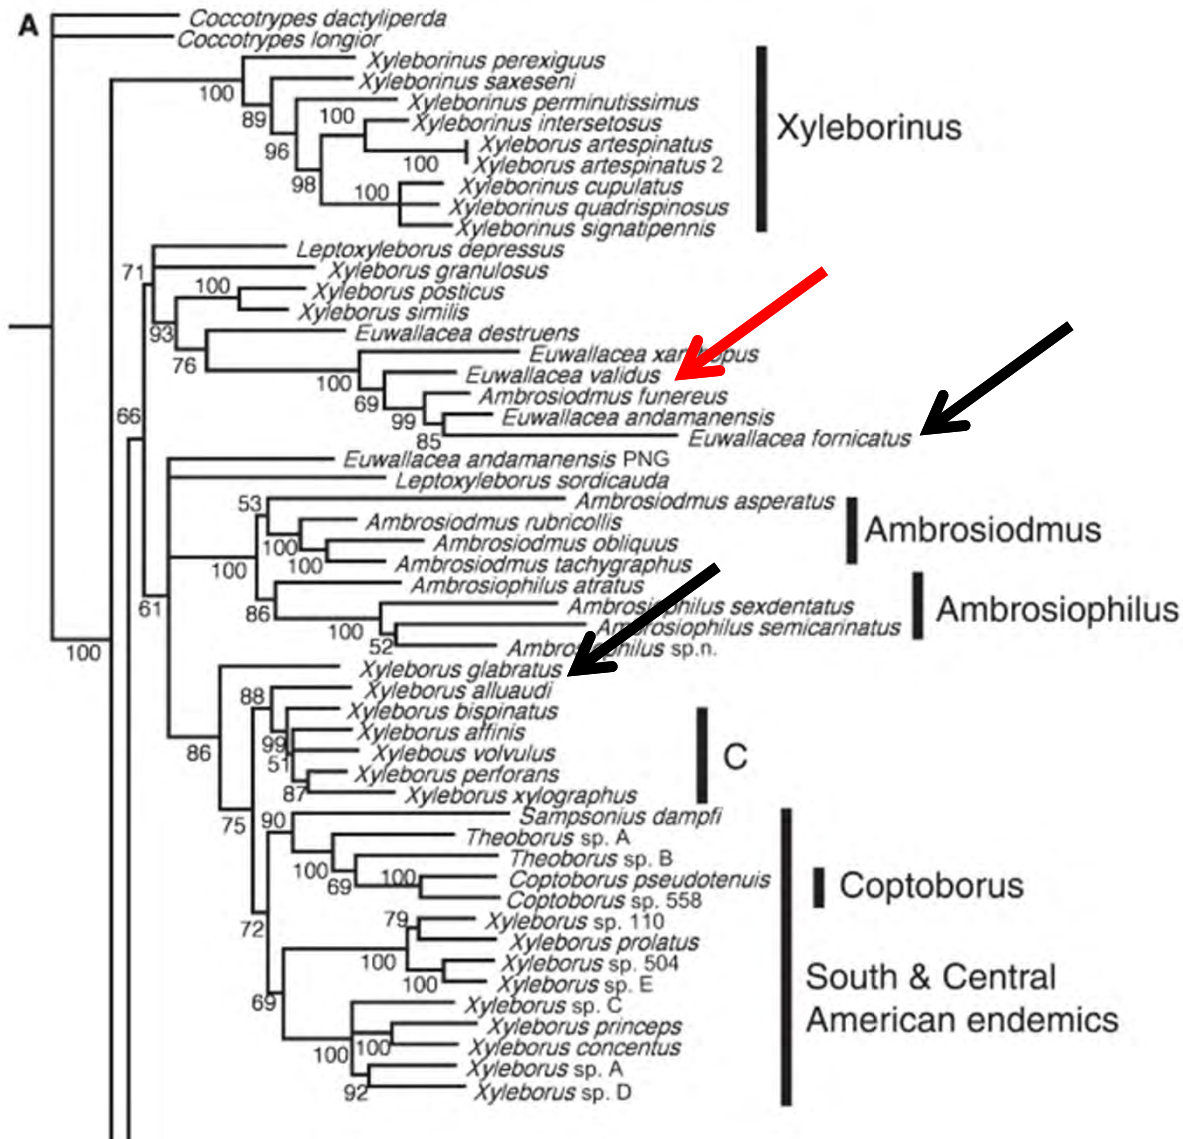 A
Coccotrypes dactyliperda
Coccotrypes longior
Xyleborinus perexiguus
100
Xyleborinus saxeseni
89
Xyleborinus perminutissimus
100
Xyleborinus intersetosus
Xyleborinus
96
Xyleborus artespinatus
100
Xyleborus artespinatus 2
98
100
Xyleborinus cupulatus
Xyleborinus quadrispinosus
Xyleborinus signatipennis
Leptoxyleborus depressus
71
Xyleborus granulosus
100
Xyleborus posticus
Xyleborus similis
93
Euwallacea destruens
76
Euwallacea xanthopus
100
Euwallacea validus
69
Ambrosiodmus funereus
66
99
Euwallacea andamanensis
85
Euwallacea fornicatus
Euwallacea andamanensis PNG
Leptoxyleborus sordicauda
53
Ambrosiodmus asperatus
Ambrosiodmus rubricollis
Ambrosiodmus
100
Ambrosiodmus obliquus
100
100
Ambrosiodmus tachygraphus
Ambrosiophilus atratus
61
86
Ambrosiophilus sexdentatus
Ambrosiophilus
100
Ambrosiophilus semicarinatus
52
Ambrosiophilus sp.n.
100
Xyleborus glabratus
88
Xyleborus alluaudi
Xyleborus bispinatus
99
Xyleborus affinis
86
51
Xylebous volvulus
C
Xyleborus perforans
87
Xyleborus xylographus
75
90
Sampsonius dampfi
Theoborus sp. A
100
Theoborus sp. B
69
100
Coptoborus pseudotenuis
Coptoborus
Coptoborus sp. 558
72
79
Xyleborus sp. 110
Xyleborus prolatus
100
Xyleborus sp. 504
100
Xyleborus sp. E
69
Xyleborus sp. C
South & Central
American endemics
Xyleborus princeps
100
100
Xyleborus concentus
Xyleborus sp. A
92
Xyleborus sp. D